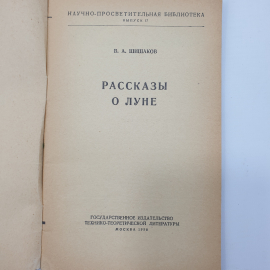 НАУЧНО-ПРОСВЕТИТЕЛЬНАЯ БИБЛИОТЕКА
ВЫПУСК
В. А. ШИШАКОВ
РАССКАЗЫ
О ЛУНЕ
ГОСУДАРСТВЕННОЕ ИЗДАТЕЛЬСТВО
ТЕХНИКО-ТЕОРЕТИЧЕСКОЙ ЛИТЕРАТУРЫ
МОСКВА